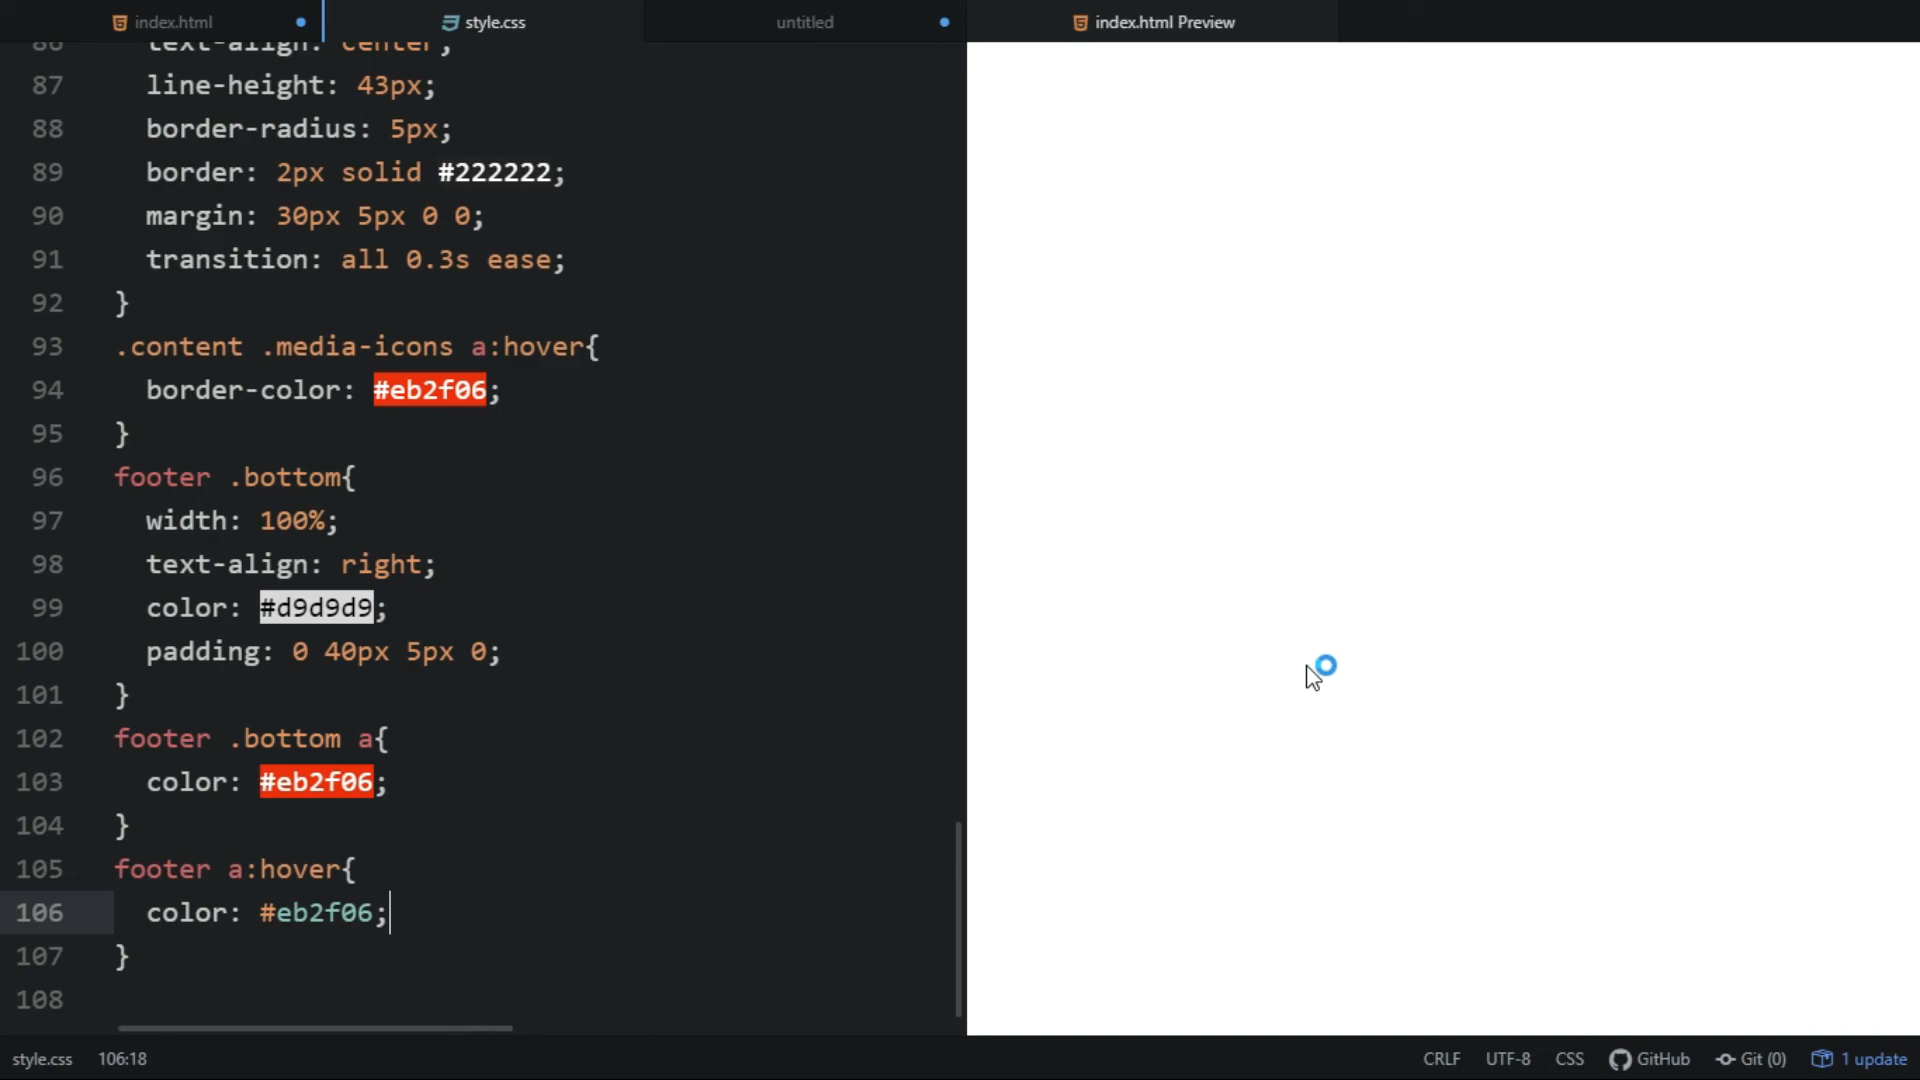 index.html
style.css
untitled
index.html Preview
86 text-align: center;
87 line-height: 43px;
88 border-radius: 5px;
89 border: 2px solid #222222;
90 margin: 30px 5px 0 0;
91 transition: all 0.3s ease;
92 }
93 .content .media-icons a:hover{
94 border-color: #eb2f06;
95 }
96 footer .bottom{
97 width: 100%;
98 text-align: right;
99 color: #d9d9d9;
100 padding: 0 40px 5px 0;
101 }
102 footer .bottom a{
103 color: #eb2f06;
104 }
105 footer a:hover{
106 color: #eb2f06;
107 }
108
style.css 106:18 CRLF UTF-8 CSS GitHub Git (0) 1 update